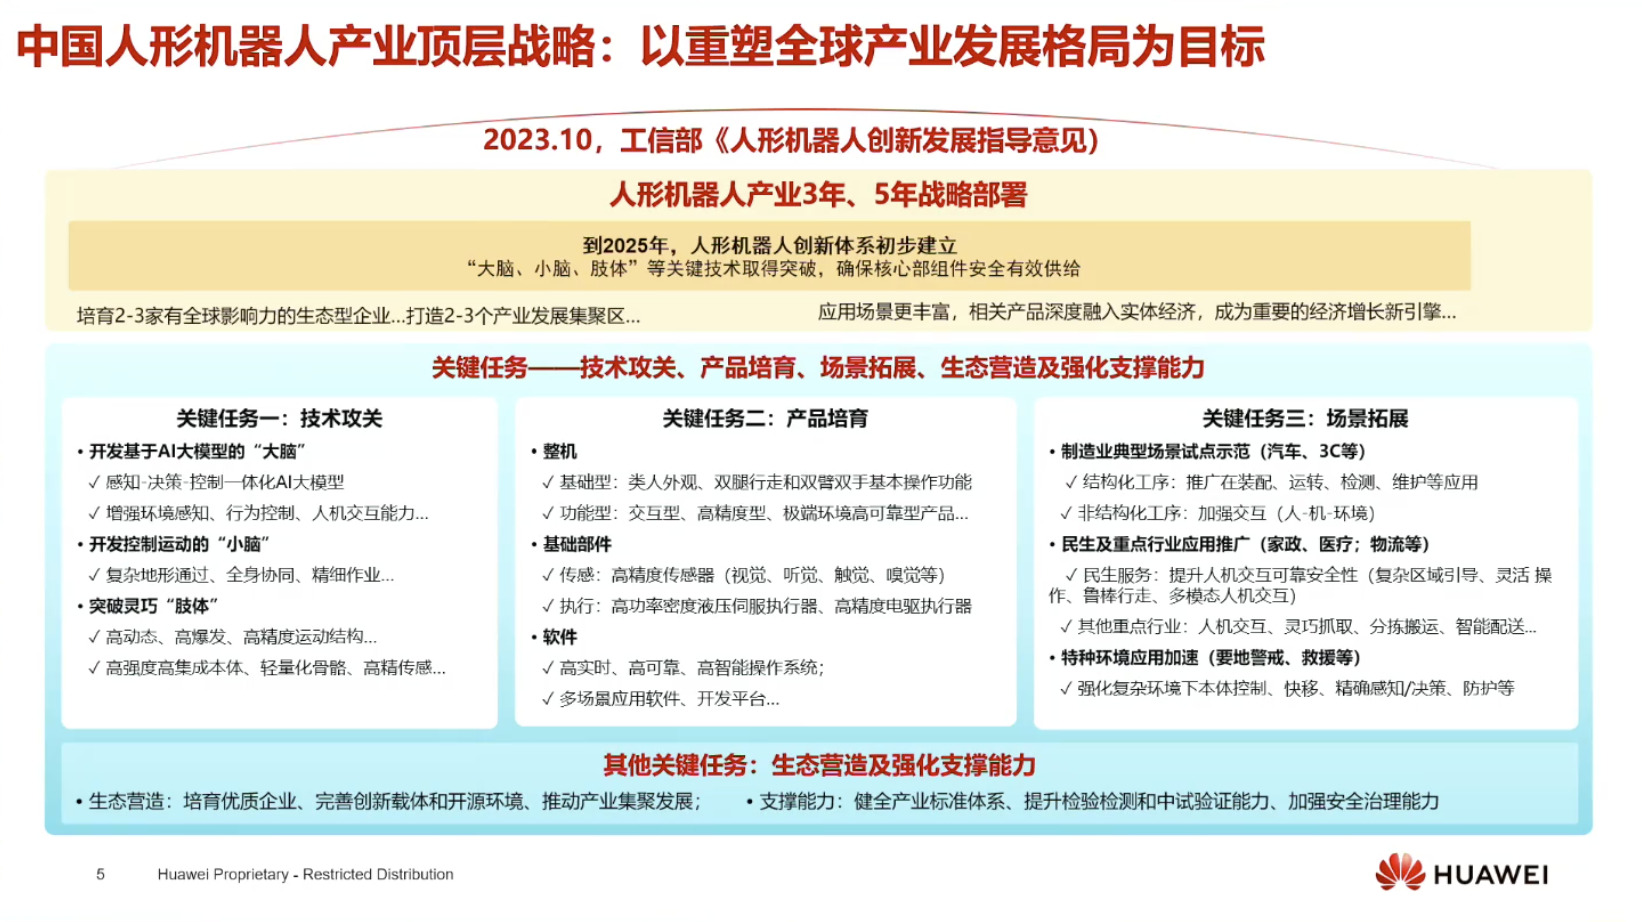 中国人形机器人产业顶层战略：以重塑全球产业发展格局为目标
2023.10，工信部《人形机器人创新发展指导意见）
人形机器人产业3年、5年战略部署
到2025年，人形机器人创新体系初步建立
“大脑、小脑、肢体”等关键技术取得突破，确保核心部组件安全有效供给
培育2-3家有全球影响力的生态型企业...打造2-3个产业发展集聚区...
应用场景更丰富，相关产品深度融入实体经济，成为重要的经济增长新引擎...
关键任务——技术攻关、产品培育、场景拓展、生态营造及强化支撑能力
关键任务一：技术攻关
• 开发基于AI大模型的“大脑”
✓ 感知-决策-控制一体化AI大模型
✓ 增强环境感知、行为控制、人机交互能力...
• 开发控制运动的“小脑”
✓ 复杂地形通过、全身协同、精细作业...
• 突破灵巧“肢体”
✓ 高动态、高爆发、高精度运动结构...
✓ 高强度高集成本体、轻量化骨骼、高精传感...
关键任务二：产品培育
• 整机
✓ 基础型：类人外观、双腿行走和双臂双手基本操作功能
✓ 功能型：交互型、高精度型、极端环境高可靠型产品...
• 基础部件
✓ 传感：高精度传感器（视觉、听觉、触觉、嗅觉等）
✓ 执行：高功率密度液压伺服执行器、高精度电驱执行器
• 软件
✓ 高实时、高可靠、高智能操作系统；
✓ 多场景应用软件、开发平台...
关键任务三：场景拓展
• 制造业典型场景试点示范（汽车、3C等）
✓ 结构化工序：推广在装配、运转、检测、维护等应用
✓ 非结构化工序：加强交互（人-机-环境）
• 民生及重点行业应用推广（家政、医疗；物流等）
✓ 民生服务：提升人机交互可靠安全性（复杂区域引导、灵活 操
作、鲁棒行走、多模态人机交互）
✓ 其他重点行业：人机交互、灵巧抓取、分拣搬运、智能配送...
• 特种环境应用加速（要地警戒、救援等）
✓ 强化复杂环境下本体控制、快移、精确感知/决策、防护等
其他关键任务：生态营造及强化支撑能力
• 生态营造：培育优质企业、完善创新载体和开源环境、推动产业集聚发展；
• 支撑能力：健全产业标准体系、提升检验检测和中试验证能力、加强安全治理能力
5
Huawei Proprietary - Restricted Distribution
HUAWEI